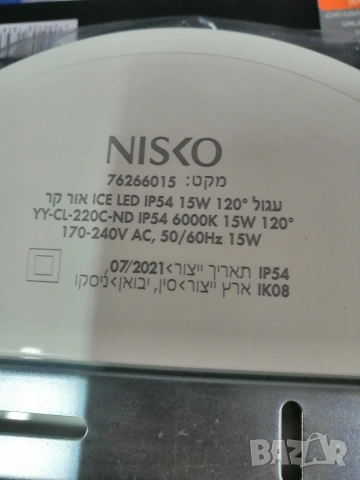 NISKO
מקט: 76266015
עגול ICE LED IP54 15W 120° אור קר
YY-CL-220C-ND IP54 6000K 15W 120°
170-240V AC, 50/60Hz 15W
IP54 תאריך ייצור>07/2021,
IK08 ארץ ייצור>סין, יבואן>ניסקו
BAZAR